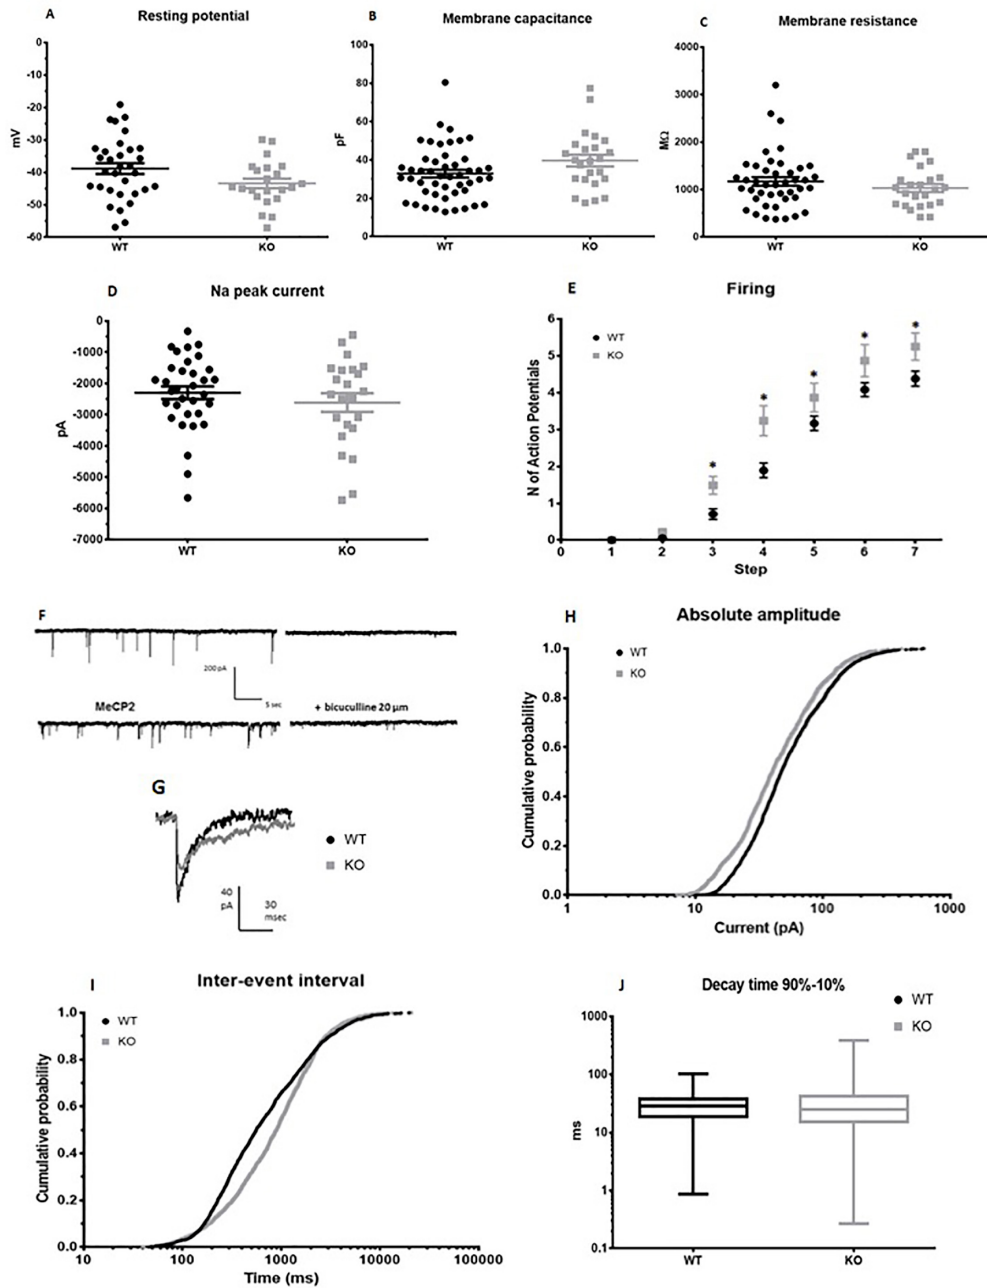 A
Resting potential
mV
0
-10
-20
-30
-40
-50
-60
WT
KO
B
Membrane capacitance
pF
100
80
60
40
20
0
WT
KO
C
Membrane resistance
MΩ
4000
3000
2000
1000
0
WT
KO
D
Na peak current
pA
0
-1000
-2000
-3000
-4000
-5000
-6000
-7000
WT
KO
E
Firing
WT
KO
N of Action Potentials
6
5
4
3
2
1
0
* * * * *
0 1 2 3 4 5 6 7
Step
F
200 pA
5 sec
MeCP2
+ bicuculline 20 µm
G
WT
KO
40
pA
30
msec
H
Absolute amplitude
WT
KO
Cumulative probability
1.0
0.8
0.6
0.4
0.2
0.0
1 10 100 1000
Current (pA)
I
Inter-event interval
WT
KO
Cumulative probability
1.0
0.8
0.6
0.4
0.2
0.0
10 100 1000 10000 100000
Time (ms)
J
Decay time 90%-10%
WT
KO
ms
1000
100
10
1
0.1
WT
KO